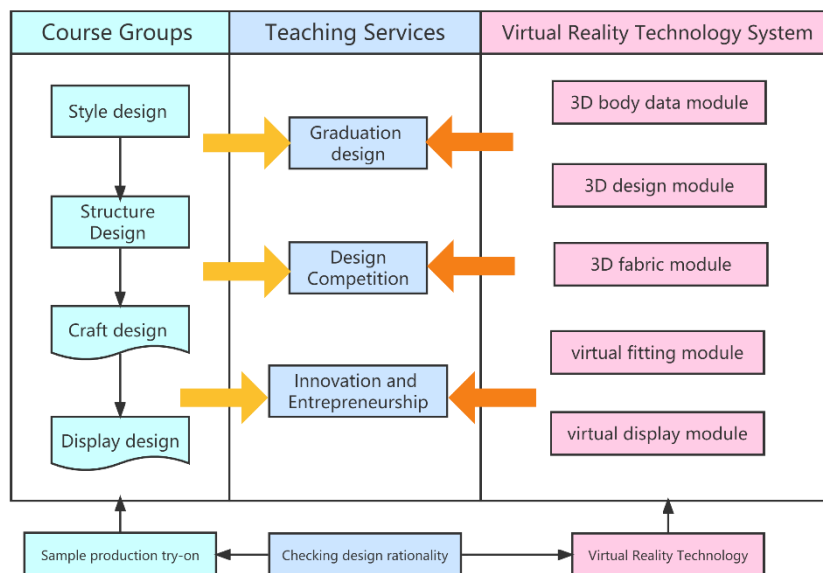 Course Groups
Teaching Services
Virtual Reality Technology System
Style design
Structure
Design
Craft design
Display design
Graduation
design
Design
Competition
Innovation and
Entrepreneurship
3D body data module
3D design module
3D fabric module
virtual fitting module
virtual display module
Sample production try-on
Checking design rationality
Virtual Reality Technology